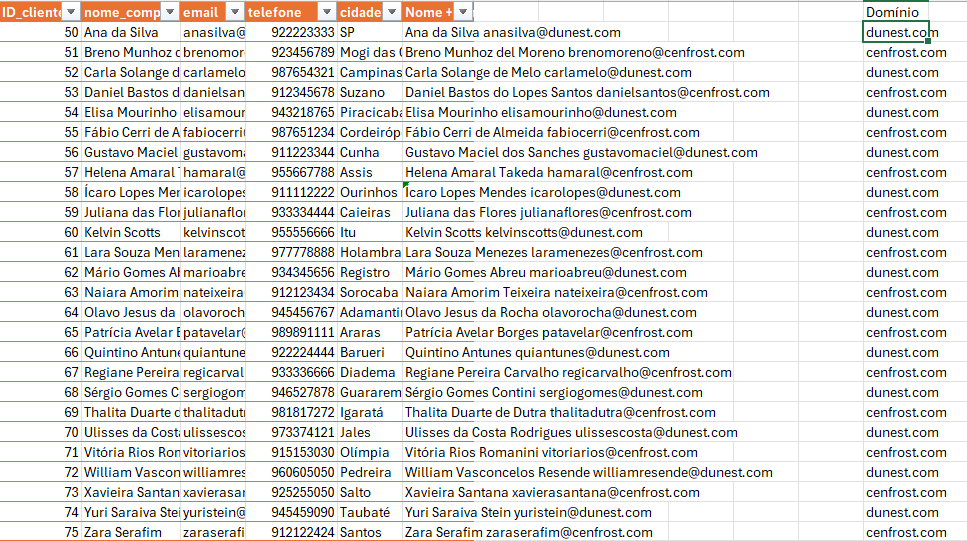 ID_cliente nome_comp email telefone cidade Nome + Domínio
50 Ana da Silva anasilva@ 922223333 SP Ana da Silva anasilva@dunest.com dunest.com
51 Breno Munhoz d brenomor 923456789 Mogi das C Breno Munhoz del Moreno brenomoreno@cenfrost.com cenfrost.com
52 Carla Solange d carlamelo 987654321 Campinas Carla Solange de Melo carlamelo@dunest.com dunest.com
53 Daniel Bastos d danielsan 912345678 Suzano Daniel Bastos do Lopes Santos danielsantos@cenfrost.com cenfrost.com
54 Elisa Mourinho elisamour 943218765 Piracicaba Elisa Mourinho elisamourinho@dunest.com dunest.com
55 Fábio Cerri de A fabiocerri 987651234 Cordeiróp Fábio Cerri de Almeida fabiocerri@cenfrost.com cenfrost.com
56 Gustavo Maciel gustavoma 911223344 Cunha Gustavo Maciel dos Sanches gustavomaciel@dunest.com dunest.com
57 Helena Amaral T hamaral@ 955667788 Assis Helena Amaral Takeda hamaral@cenfrost.com cenfrost.com
58 Ícaro Lopes Men icarolopes 911112222 Ourinhos Ícaro Lopes Mendes icarolopes@dunest.com dunest.com
59 Juliana das Flor julianaflor 933334444 Caieiras Juliana das Flores julianaflores@cenfrost.com cenfrost.com
60 Kelvin Scotts kelvinscot 955556666 Itu Kelvin Scotts kelvinscotts@dunest.com dunest.com
61 Lara Souza Men laramenez 977778888 Holambra Lara Souza Menezes laramenezes@cenfrost.com cenfrost.com
62 Mário Gomes Ab marioabre 934345656 Registro Mário Gomes Abreu marioabreu@dunest.com dunest.com
63 Naiara Amorim nateixeira 912123434 Sorocaba Naiara Amorim Teixeira nateixeira@cenfrost.com cenfrost.com
64 Olavo Jesus da olavoroch 945456767 Adamanti Olavo Jesus da Rocha olavorocha@dunest.com dunest.com
65 Patrícia Avelar B patavelar@ 989891111 Araras Patrícia Avelar Borges patavelar@cenfrost.com cenfrost.com
66 Quintino Antune quiantune 922224444 Barueri Quintino Antunes quiantunes@dunest.com dunest.com
67 Regiane Pereira regicarval 933336666 Diadema Regiane Pereira Carvalho regicarvalho@cenfrost.com cenfrost.com
68 Sérgio Gomes C sergiogom 946527878 Guararem Sérgio Gomes Contini sergiogomes@dunest.com dunest.com
69 Thalita Duarte d thalitadutr 981817272 Igaratá Thalita Duarte de Dutra thalitadutra@cenfrost.com cenfrost.com
70 Ulisses da Costa ulissescos 973374121 Jales Ulisses da Costa Rodrigues ulissescosta@dunest.com dunest.com
71 Vitória Rios Rom vitoriarios 915153030 Olímpia Vitória Rios Romanini vitoriarios@cenfrost.com cenfrost.com
72 William Vascon williamres 960605050 Pedreira William Vasconcelos Resende williamresende@dunest.com dunest.com
73 Xavieira Santan xavierasan 925255050 Salto Xavieira Santana xavierasantana@cenfrost.com cenfrost.com
74 Yuri Saraiva Stei yuristein@ 945459090 Taubaté Yuri Saraiva Stein yuristein@dunest.com dunest.com
75 Zara Serafim zaraserafi 912122424 Santos Zara Serafim zaraserafim@cenfrost.com cenfrost.com